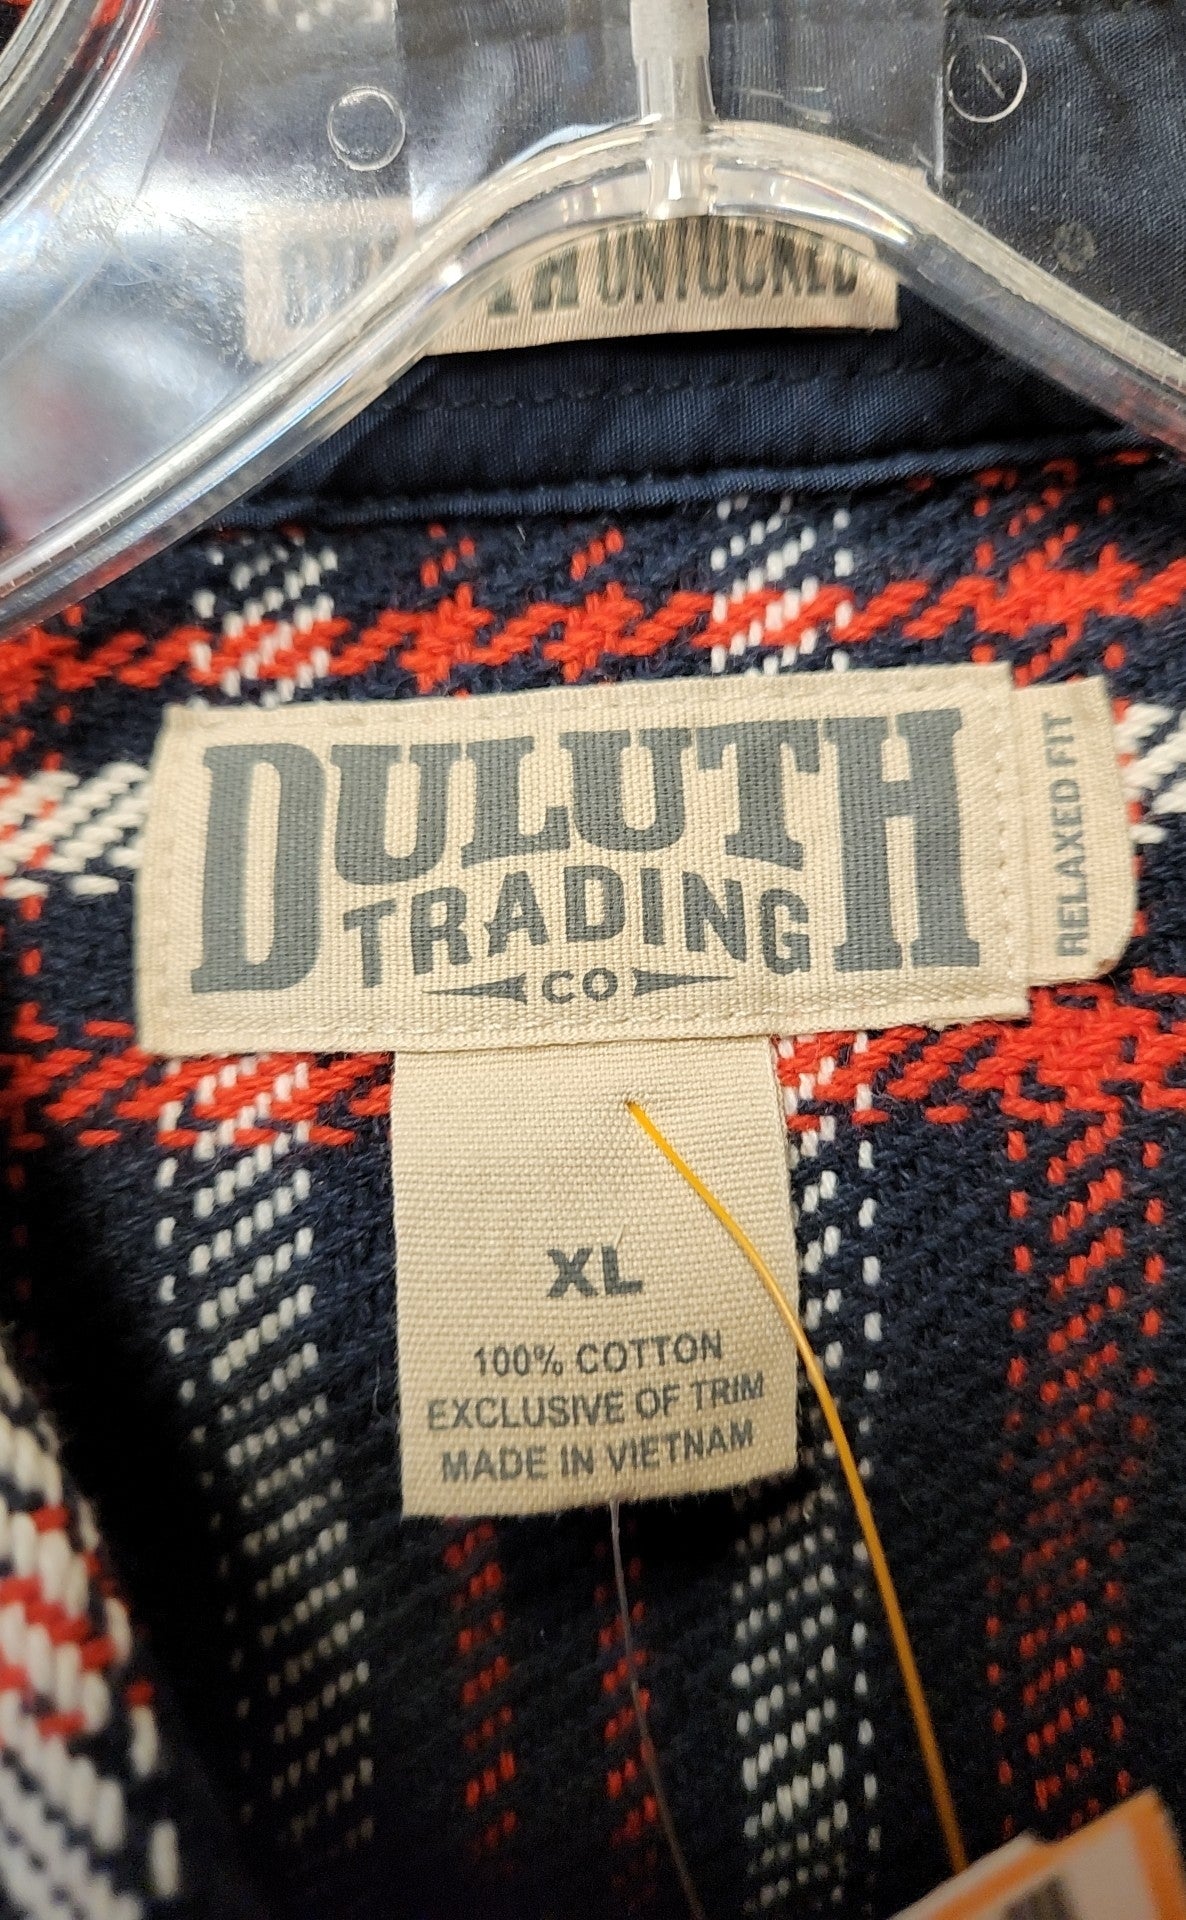 UNTUCKED
DULUTH
TRADING
CO
RELAXED FIT
XL
100% COTTON
EXCLUSIVE OF TRIM
MADE IN VIETNAM